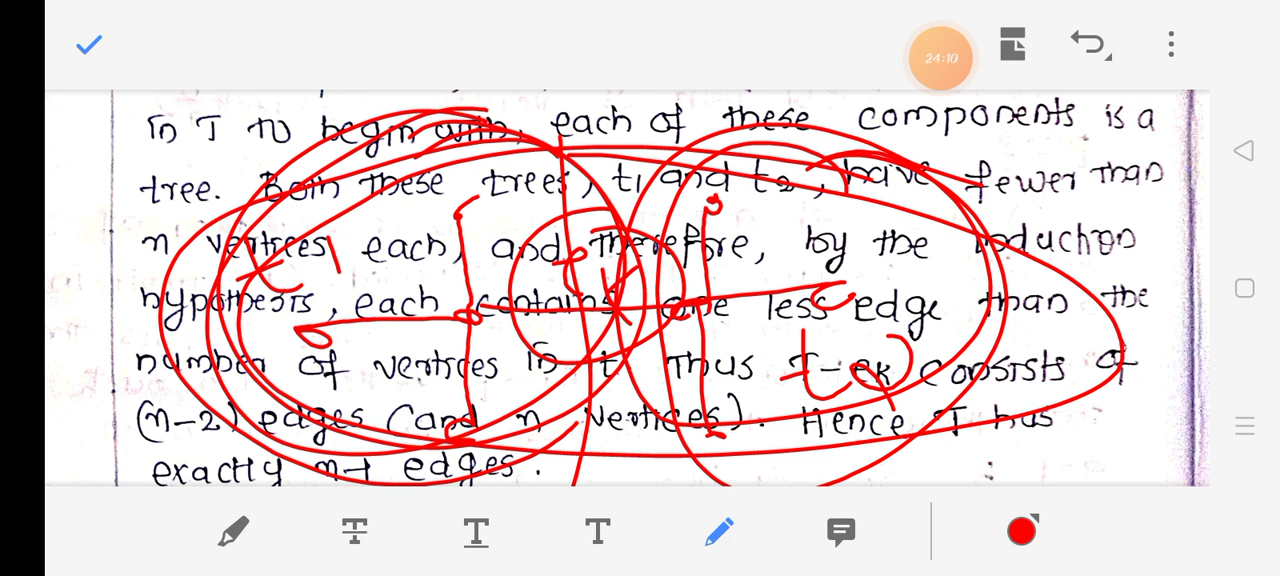 24:10
in T to begin with, each of these components is a
tree. Both these trees, t1 and t2, have fewer than
n vertices each, and therefore, by the induction
hypothesis, each contains one less edge than the
number of vertices in it. Thus T-ek consists of
(n-2) edges (and n vertices). Hence T has
exactly n-1 edges.